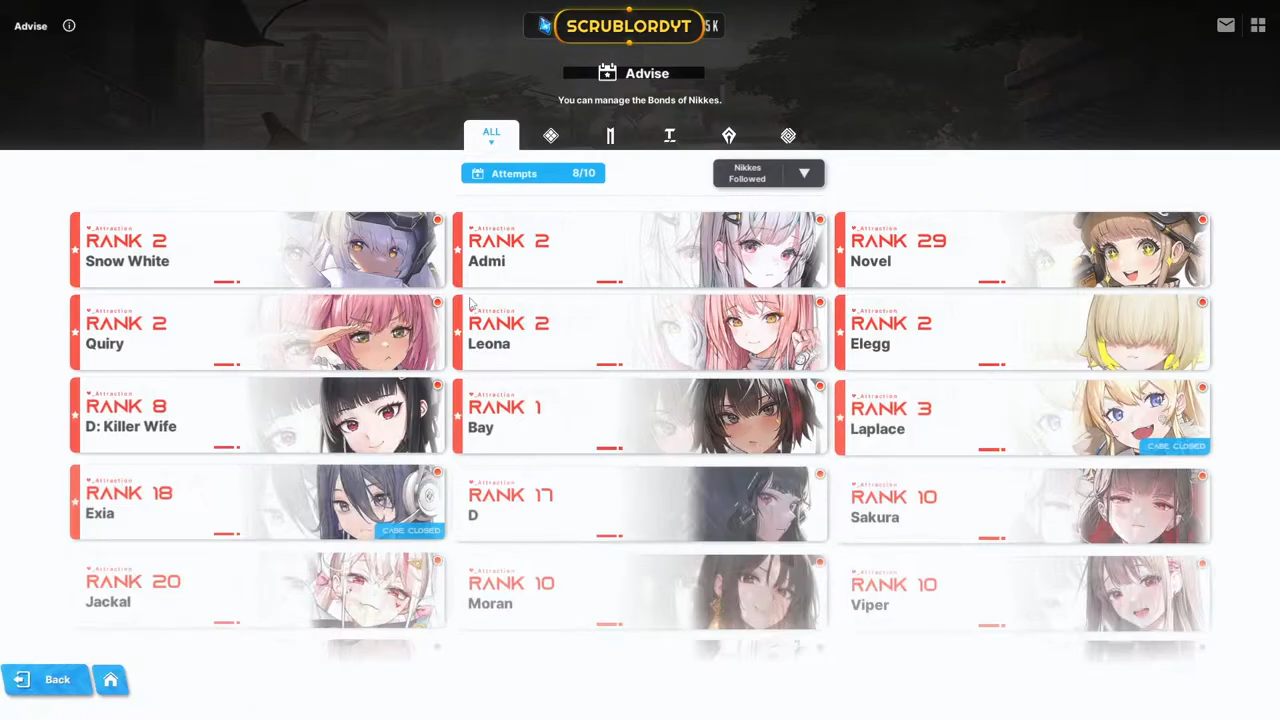 Advise
SCRUBLORDYT
5K
Advise
You can manage the Bonds of Nikkes.
ALL
Attempts 8/10
Nikkes
Followed
Attraction
RANK 2
Snow White
Attraction
RANK 2
Admi
Attraction
RANK 29
Novel
Attraction
RANK 2
Quiry
Attraction
RANK 2
Leona
Attraction
RANK 2
Elegg
Attraction
RANK 8
D: Killer Wife
Attraction
RANK 1
Bay
Attraction
RANK 3
Laplace
CASE CLOSED
Attraction
RANK 18
Exia
CASE CLOSED
Attraction
RANK 17
D
Attraction
RANK 10
Sakura
Attraction
RANK 20
Jackal
Attraction
RANK 10
Moran
Attraction
RANK 10
Viper
Back